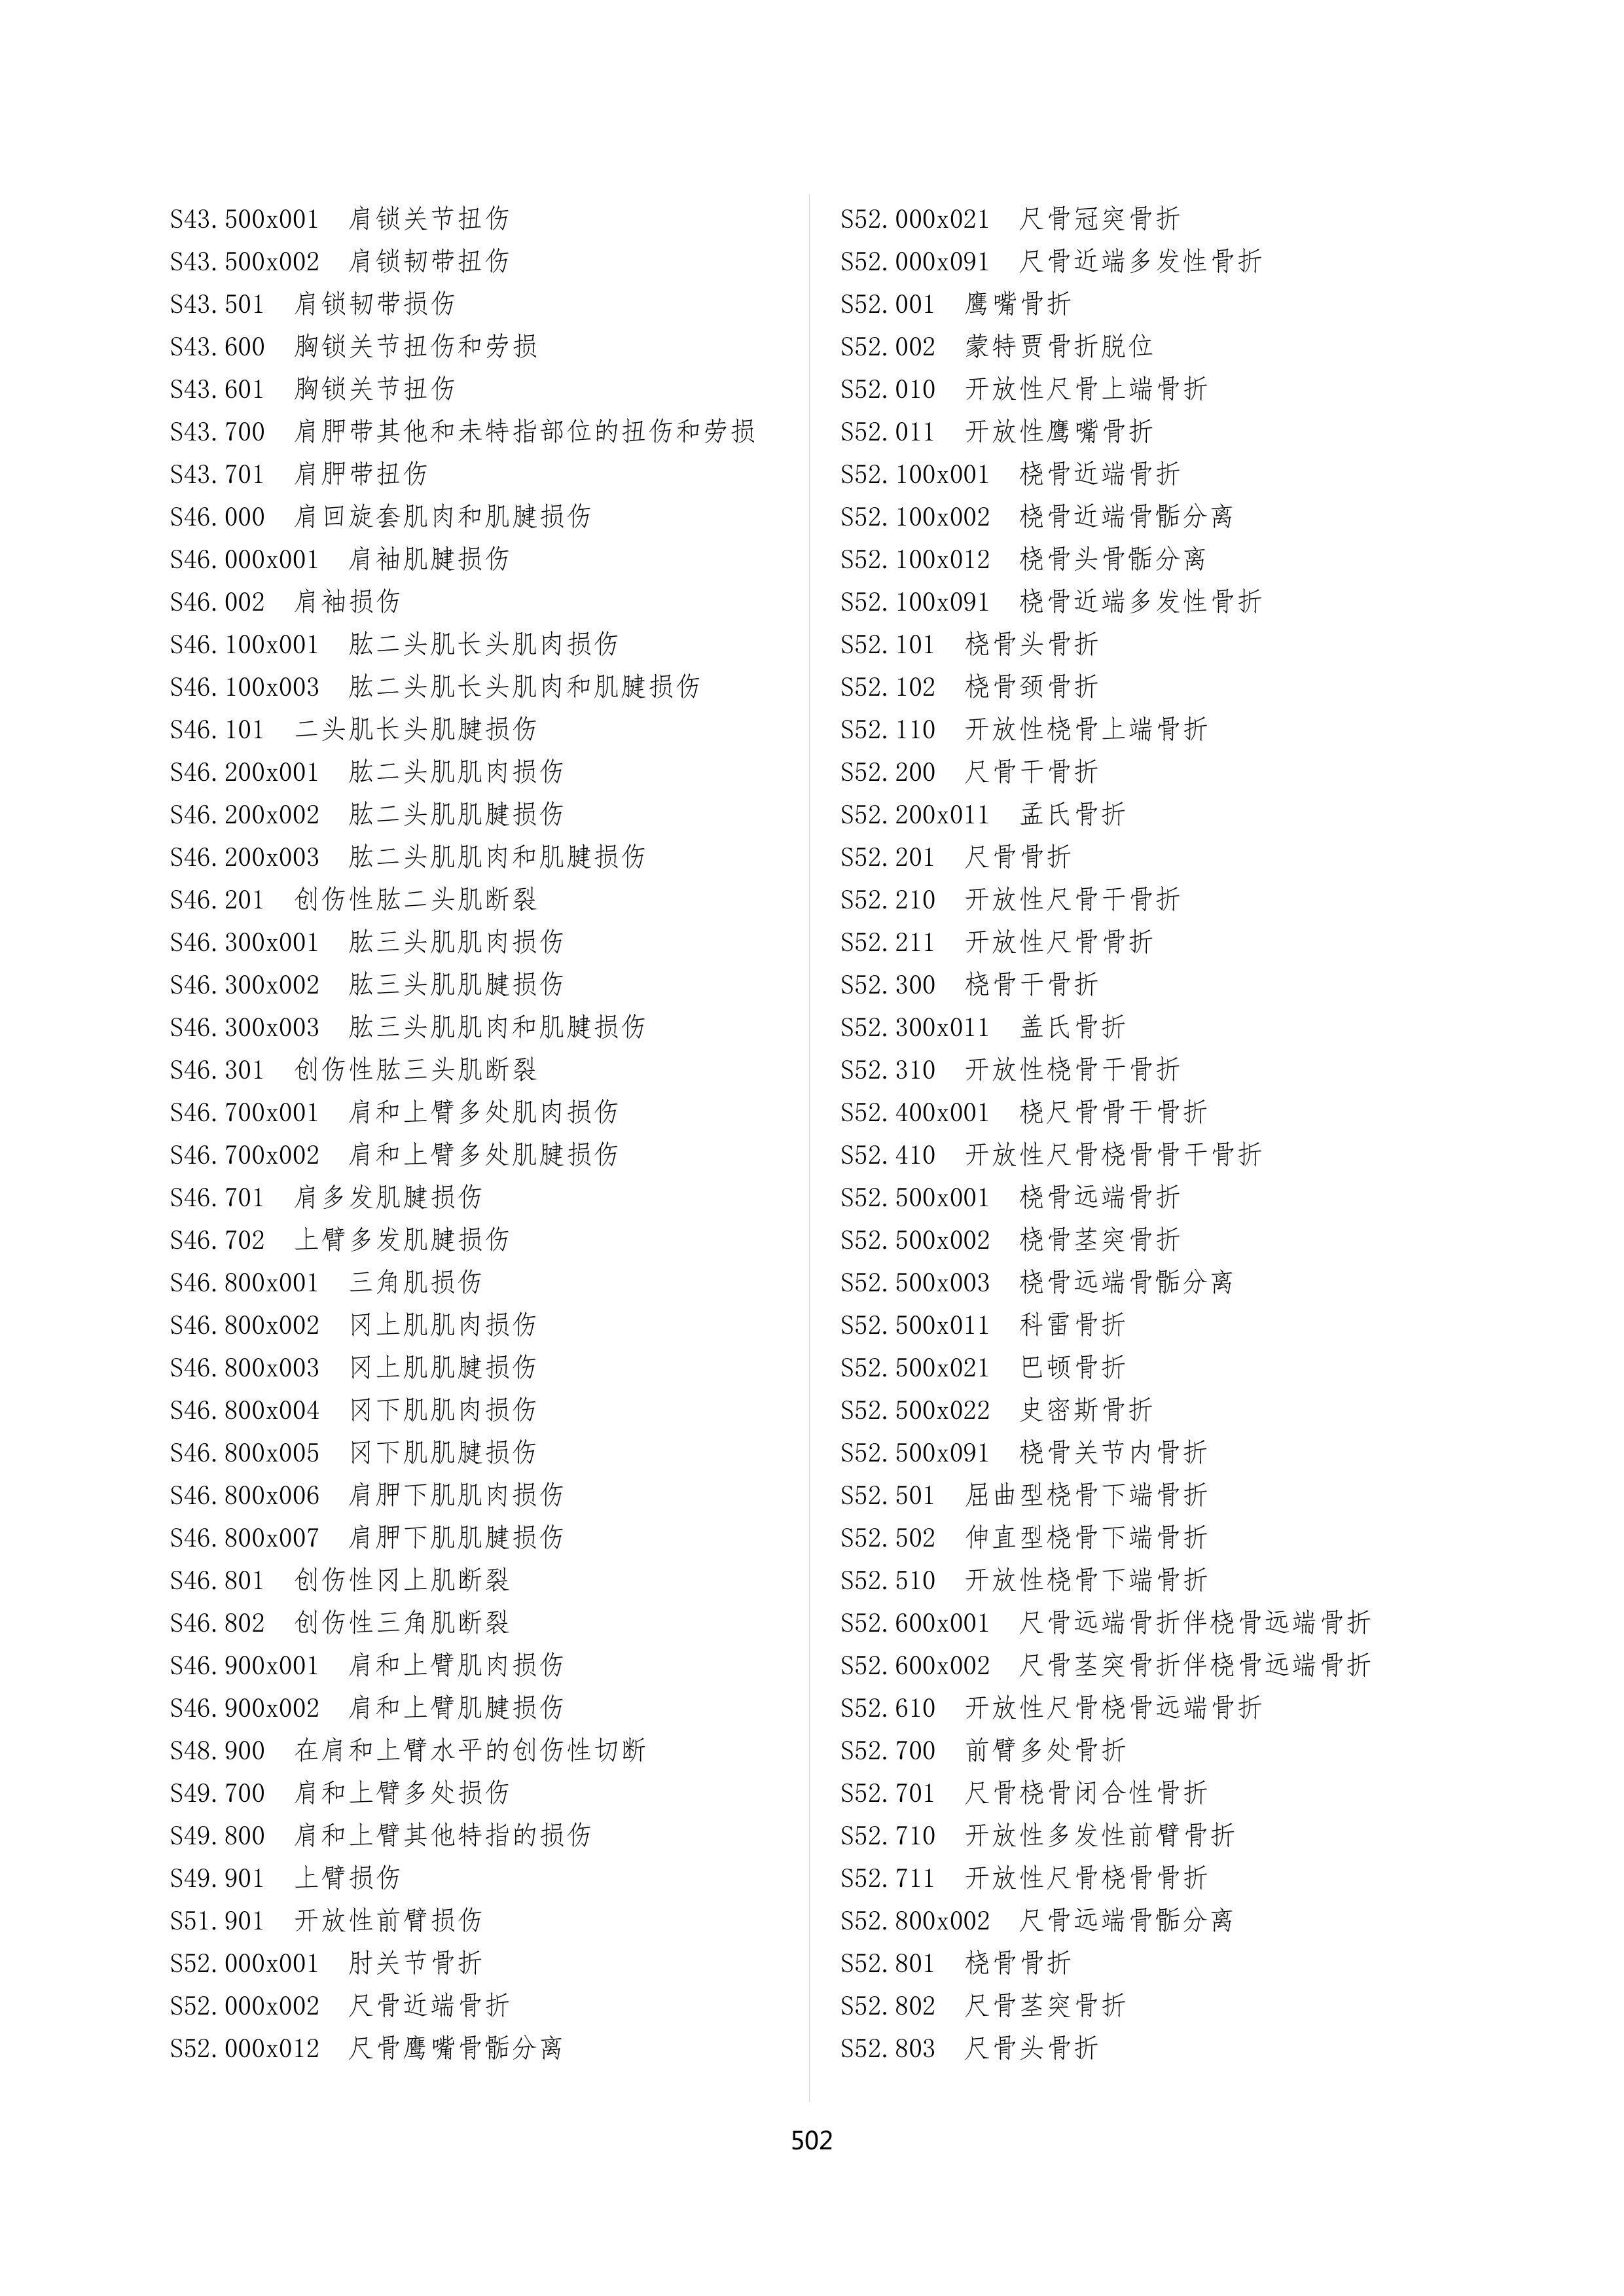 S43.500x001 肩锁关节扭伤
S43.500x002 肩锁韧带扭伤
S43.501 肩锁韧带损伤
S43.600 胸锁关节扭伤和劳损
S43.601 胸锁关节扭伤
S43.700 肩胛带其他和未特指部位的扭伤和劳损
S43.701 肩胛带扭伤
S46.000 肩回旋套肌肉和肌腱损伤
S46.000x001 肩袖肌腱损伤
S46.002 肩袖损伤
S46.100x001 肱二头肌长头肌肉损伤
S46.100x003 肱二头肌长头肌肉和肌腱损伤
S46.101 二头肌长头肌腱损伤
S46.200x001 肱二头肌肌肉损伤
S46.200x002 肱二头肌肌腱损伤
S46.200x003 肱二头肌肌肉和肌腱损伤
S46.201 创伤性肱二头肌断裂
S46.300x001 肱三头肌肌肉损伤
S46.300x002 肱三头肌肌腱损伤
S46.300x003 肱三头肌肌肉和肌腱损伤
S46.301 创伤性肱三头肌断裂
S46.700x001 肩和上臂多处肌肉损伤
S46.700x002 肩和上臂多处肌腱损伤
S46.701 肩多发肌腱损伤
S46.702 上臂多发肌腱损伤
S46.800x001 三角肌损伤
S46.800x002 冈上肌肌肉损伤
S46.800x003 冈上肌肌腱损伤
S46.800x004 冈下肌肌肉损伤
S46.800x005 冈下肌肌腱损伤
S46.800x006 肩胛下肌肌肉损伤
S46.800x007 肩胛下肌肌腱损伤
S46.801 创伤性冈上肌断裂
S46.802 创伤性三角肌断裂
S46.900x001 肩和上臂肌肉损伤
S46.900x002 肩和上臂肌腱损伤
S48.900 在肩和上臂水平的创伤性切断
S49.700 肩和上臂多处损伤
S49.800 肩和上臂其他特指的损伤
S49.901 上臂损伤
S51.901 开放性前臂损伤
S52.000x001 肘关节骨折
S52.000x002 尺骨近端骨折
S52.000x012 尺骨鹰嘴骨骺分离
S52.000x021 尺骨冠突骨折
S52.000x091 尺骨近端多发性骨折
S52.001 鹰嘴骨折
S52.002 蒙特贾骨折脱位
S52.010 开放性尺骨上端骨折
S52.011 开放性鹰嘴骨折
S52.100x001 桡骨近端骨折
S52.100x002 桡骨近端骨骺分离
S52.100x012 桡骨头骨骺分离
S52.100x091 桡骨近端多发性骨折
S52.101 桡骨头骨折
S52.102 桡骨颈骨折
S52.110 开放性桡骨上端骨折
S52.200 尺骨干骨折
S52.200x011 孟氏骨折
S52.201 尺骨骨折
S52.210 开放性尺骨干骨折
S52.211 开放性尺骨骨折
S52.300 桡骨干骨折
S52.300x011 盖氏骨折
S52.310 开放性桡骨干骨折
S52.400x001 桡尺骨骨干骨折
S52.410 开放性尺骨桡骨骨干骨折
S52.500x001 桡骨远端骨折
S52.500x002 桡骨茎突骨折
S52.500x003 桡骨远端骨骺分离
S52.500x011 科雷骨折
S52.500x021 巴顿骨折
S52.500x022 史密斯骨折
S52.500x091 桡骨关节内骨折
S52.501 屈曲型桡骨下端骨折
S52.502 伸直型桡骨下端骨折
S52.510 开放性桡骨下端骨折
S52.600x001 尺骨远端骨折伴桡骨远端骨折
S52.600x002 尺骨茎突骨折伴桡骨远端骨折
S52.610 开放性尺骨桡骨远端骨折
S52.700 前臂多处骨折
S52.701 尺骨桡骨闭合性骨折
S52.710 开放性多发性前臂骨折
S52.711 开放性尺骨桡骨骨折
S52.800x002 尺骨远端骨骺分离
S52.801 桡骨骨折
S52.802 尺骨茎突骨折
S52.803 尺骨头骨折
502